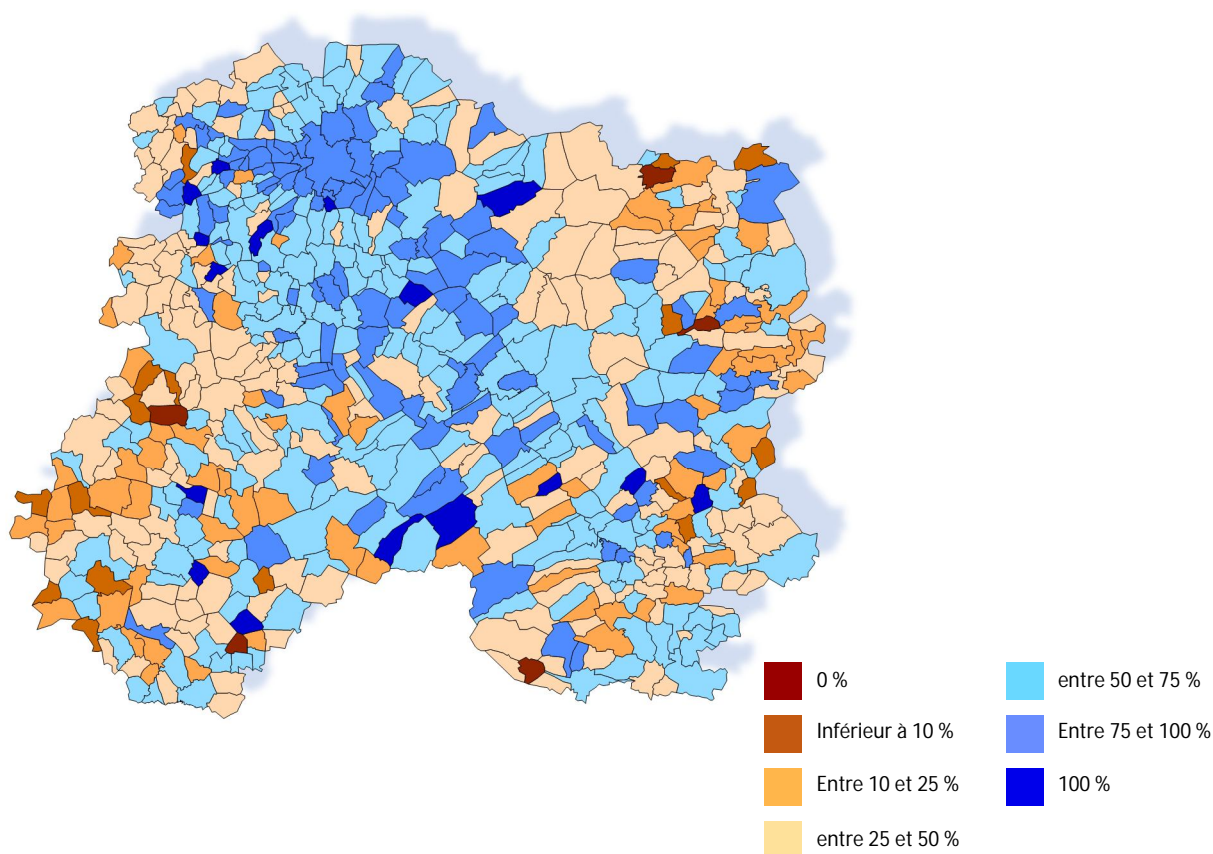 0 %
Inférieur à 10 %
Entre 10 et 25 %
entre 25 et 50 %
entre 50 et 75 %
Entre 75 et 100 %
100 %